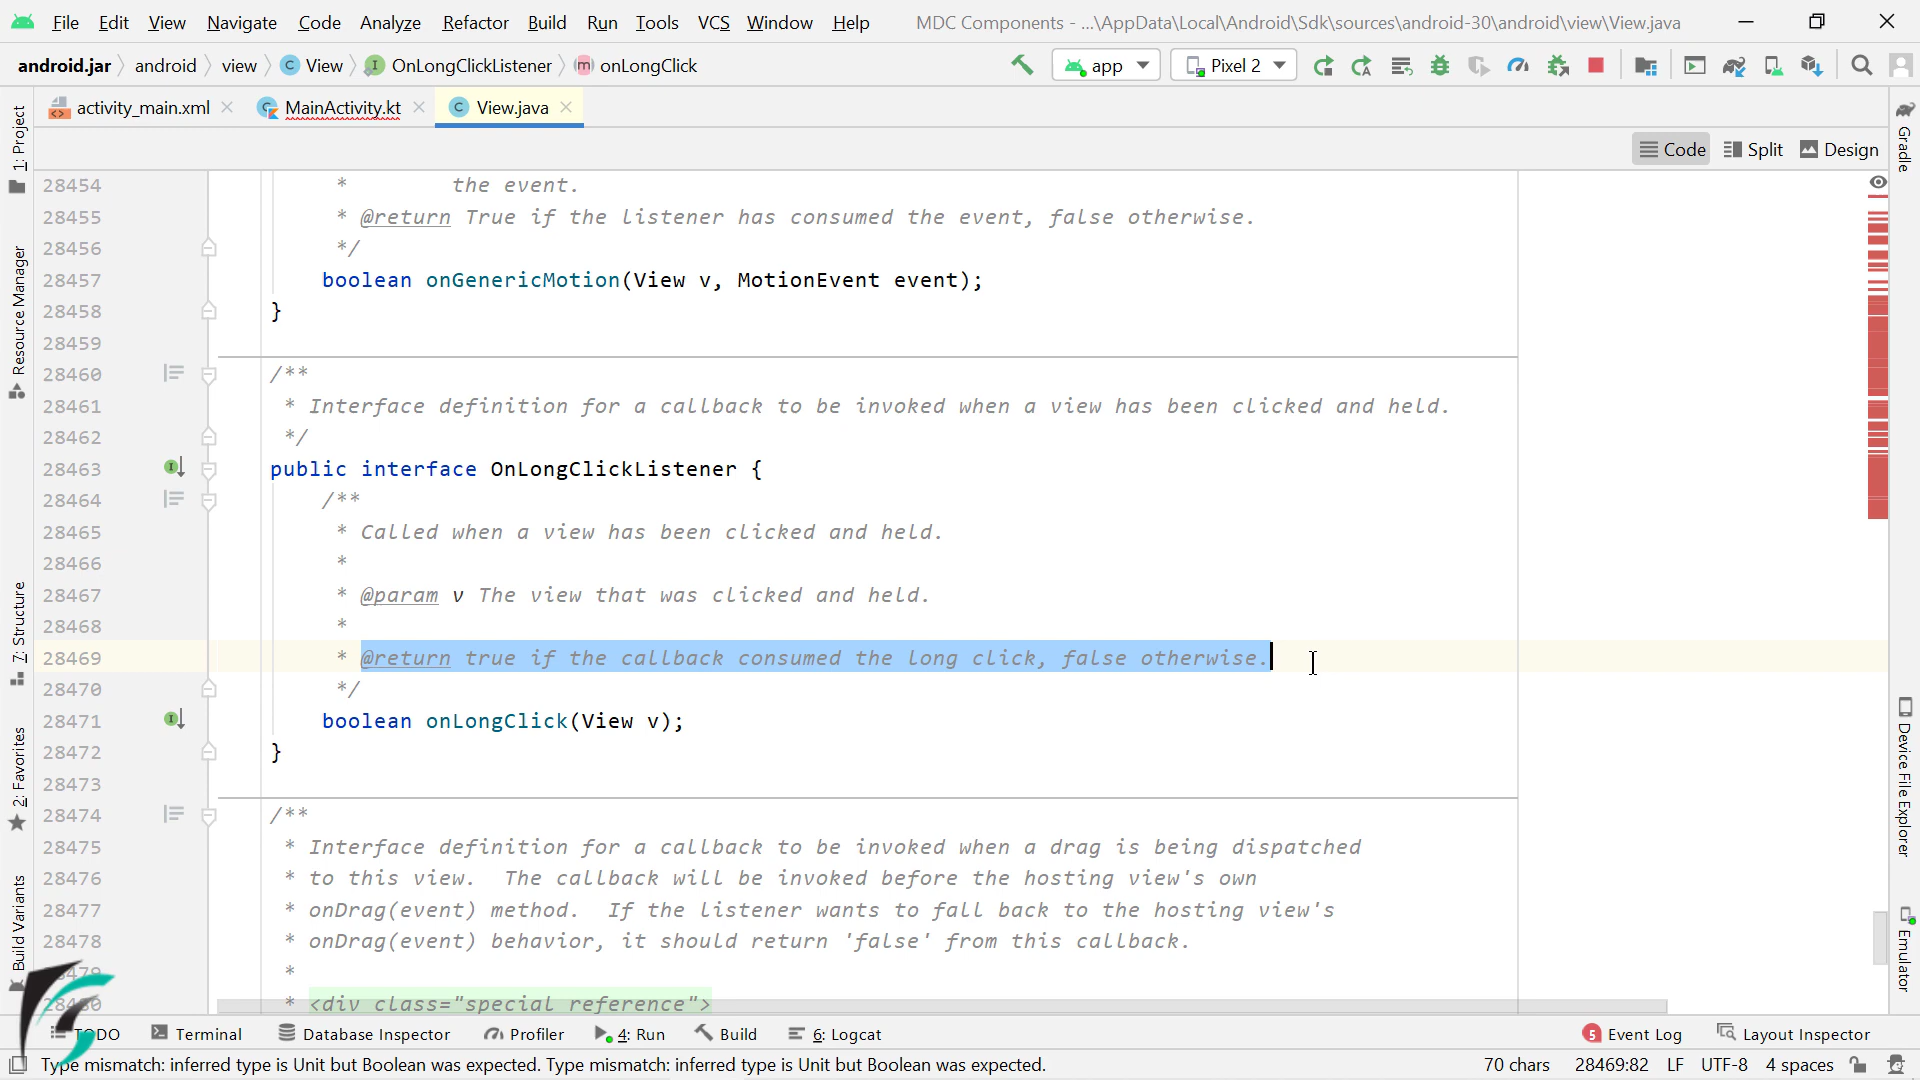 File Edit View Navigate Code Analyze Refactor Build Run Tools VCS Window Help MDC Components - ...\AppData\Local\Android\Sdk\sources\android-30\android\view\View.java
android.jar android view C View I OnLongClickListener m onLongClick app Pixel 2
activity_main.xml MainActivity.kt C View.java
Code Split Design
1: Project
Resource Manager
7: Structure
2: Favorites
Build Variants
28454 * the event.
28455 * @return True if the listener has consumed the event, false otherwise.
28456 */
28457 boolean onGenericMotion(View v, MotionEvent event);
28458 }
28459
28460 /**
28461 * Interface definition for a callback to be invoked when a view has been clicked and held.
28462 */
28463 public interface OnLongClickListener {
28464 /**
28465 * Called when a view has been clicked and held.
28466 *
28467 * @param v The view that was clicked and held.
28468 *
28469 * @return true if the callback consumed the long click, false otherwise.
28470 */
28471 boolean onLongClick(View v);
28472 }
28473
28474 /**
28475 * Interface definition for a callback to be invoked when a drag is being dispatched
28476 * to this view. The callback will be invoked before the hosting view's own
28477 * onDrag(event) method. If the listener wants to fall back to the hosting view's
28478 * onDrag(event) behavior, it should return 'false' from this callback.
*
* <div class="special reference">
Gradle
Device File Explorer
Emulator
TODO Terminal Database Inspector Profiler 4: Run Build 6: Logcat 5 Event Log Layout Inspector
Type mismatch: inferred type is Unit but Boolean was expected. Type mismatch: inferred type is Unit but Boolean was expected. 70 chars 28469:82 LF UTF-8 4 spaces